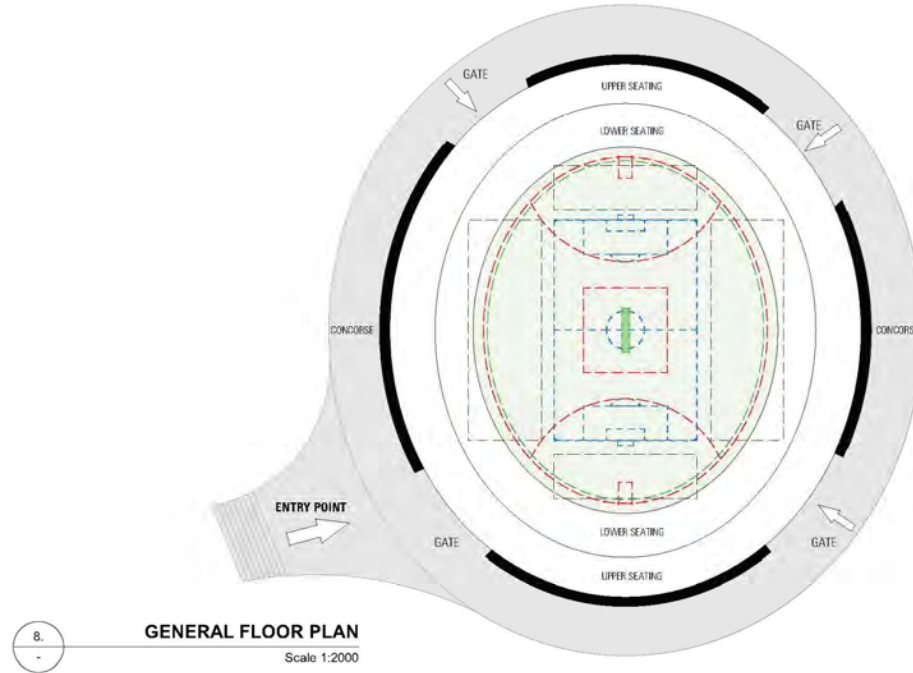 GATE
UPPER SEATING
GATE
LOWER SEATING
CONCORSE
CONCORS
ENTRY POINT
LOWER SEATING
GATE
GATE
UPPER SEATING
8.
-
GENERAL FLOOR PLAN
Scale 1:2000